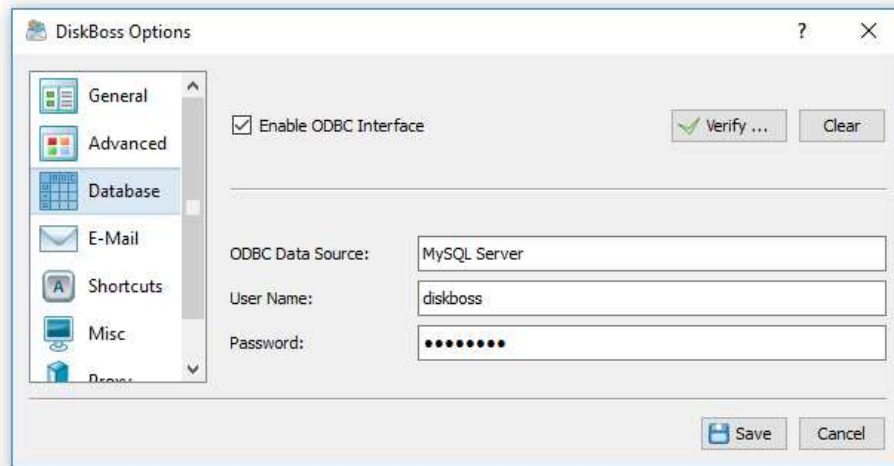 DiskBoss Options
?
General
Advanced
Database
E-Mail
Shortcuts
Misc
Proxy
Enable ODBC Interface
Verify ...
Clear
ODBC Data Source: MySQL Server
User Name: diskboss
Password: ●●●●●●●●
Save
Cancel